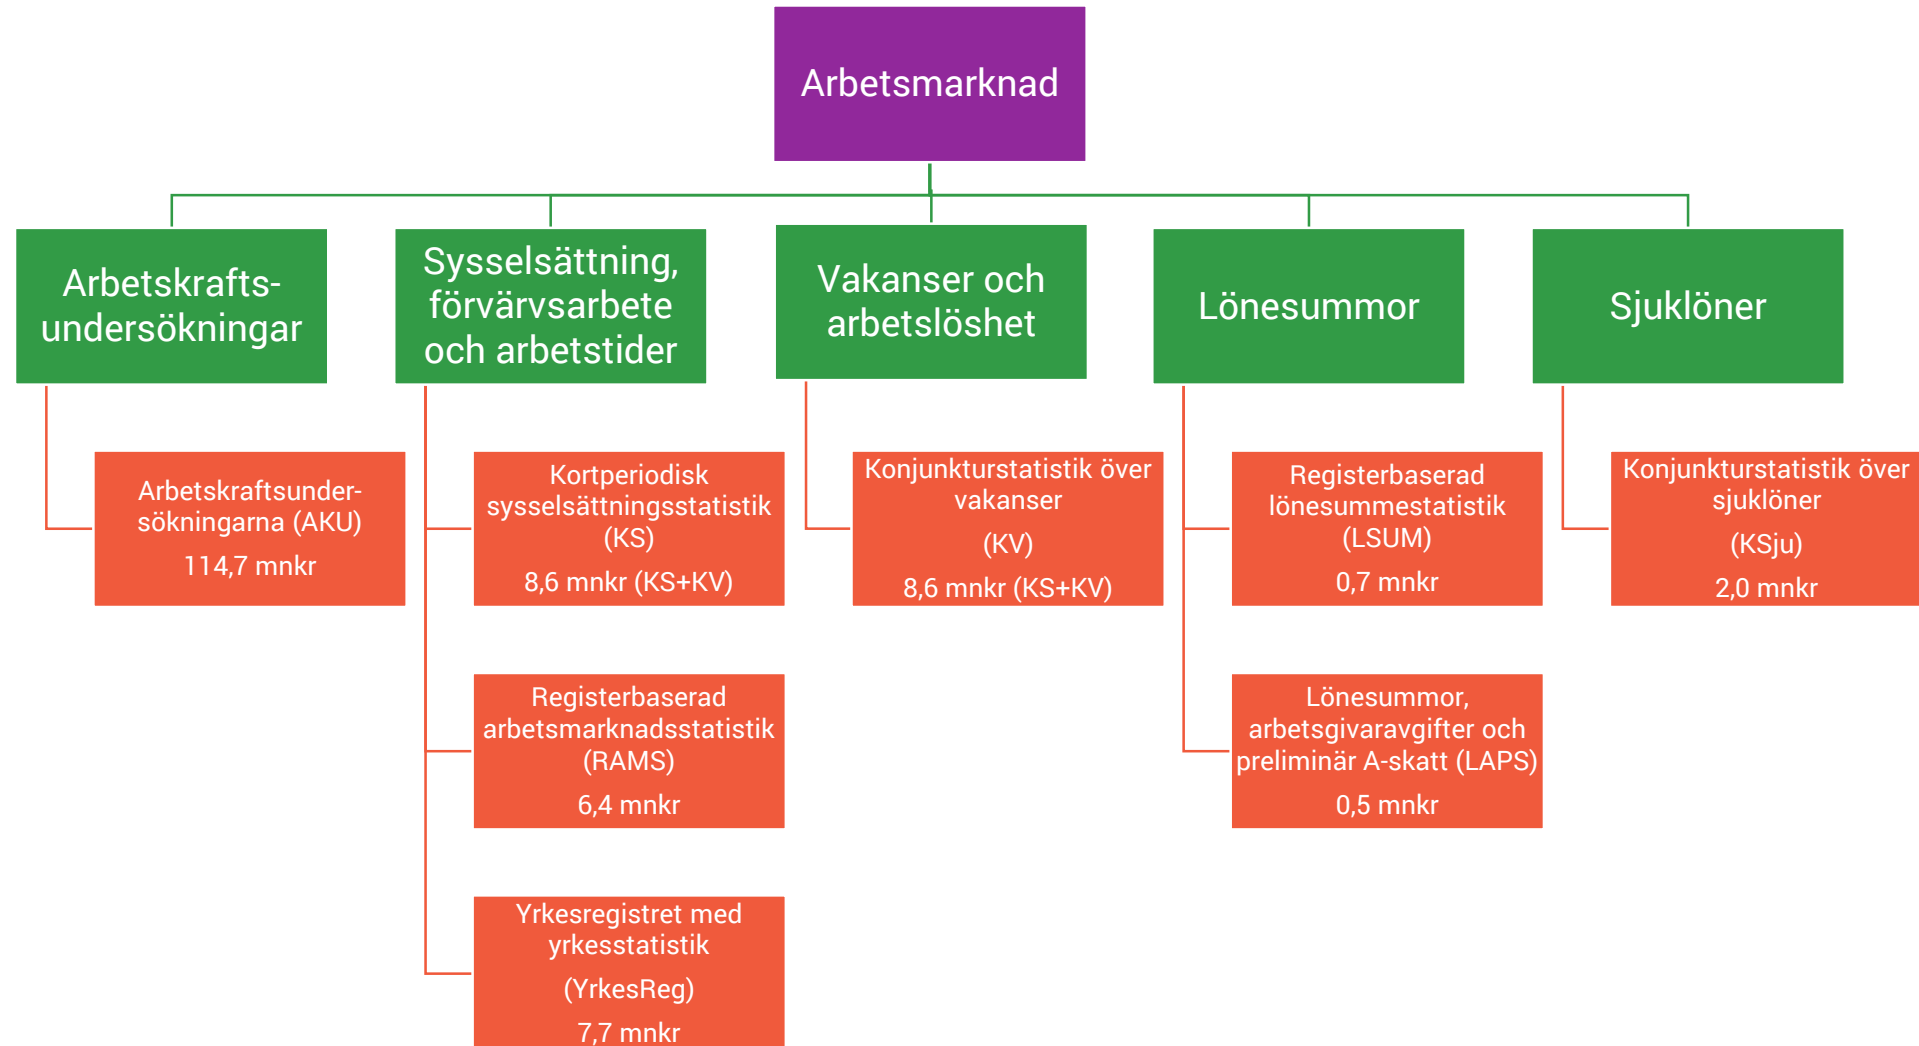 Arbetsmarknad
Arbetskrafts-
undersökningar
Sysselsättning,
förvärvsarbete
och arbetstider
Vakanser och
arbetslöshet
Lönesummor
Sjuklöner
Arbetskraftsunder-
sökningarna (AKU)
114,7 mnkr
Kortperiodisk
sysselsättningsstatistik
(KS)
8,6 mnkr (KS+KV)
Konjunkturstatistik över
vakanser
(KV)
8,6 mnkr (KS+KV)
Registerbaserad
lönesummestatistik
(LSUM)
0,7 mnkr
Konjunkturstatistik över
sjuklöner
(KSju)
2,0 mnkr
Registerbaserad
arbetsmarknadsstatistik
(RAMS)
6,4 mnkr
Lönesummor,
arbetsgivaravgifter och
preliminär A-skatt (LAPS)
0,5 mnkr
Yrkesregistret med
yrkesstatistik
(YrkesReg)
7,7 mnkr